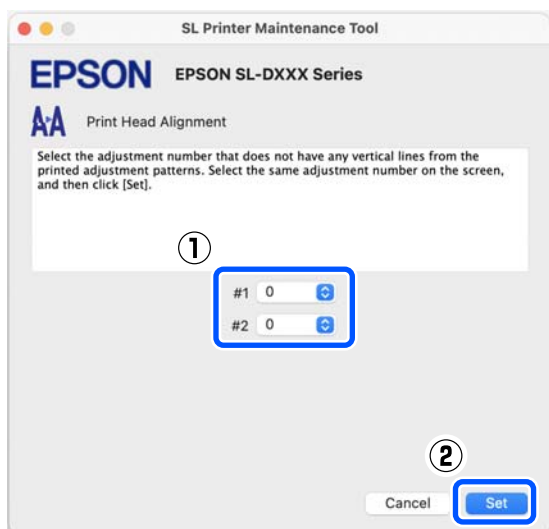 SL Printer Maintenance Tool
EPSON EPSON SL-DXXX Series
Print Head Alignment
Select the adjustment number that does not have any vertical lines from the
printed adjustment patterns. Select the same adjustment number on the screen,
and then click [Set].
①
#1 0
#2 0
②
Cancel Set